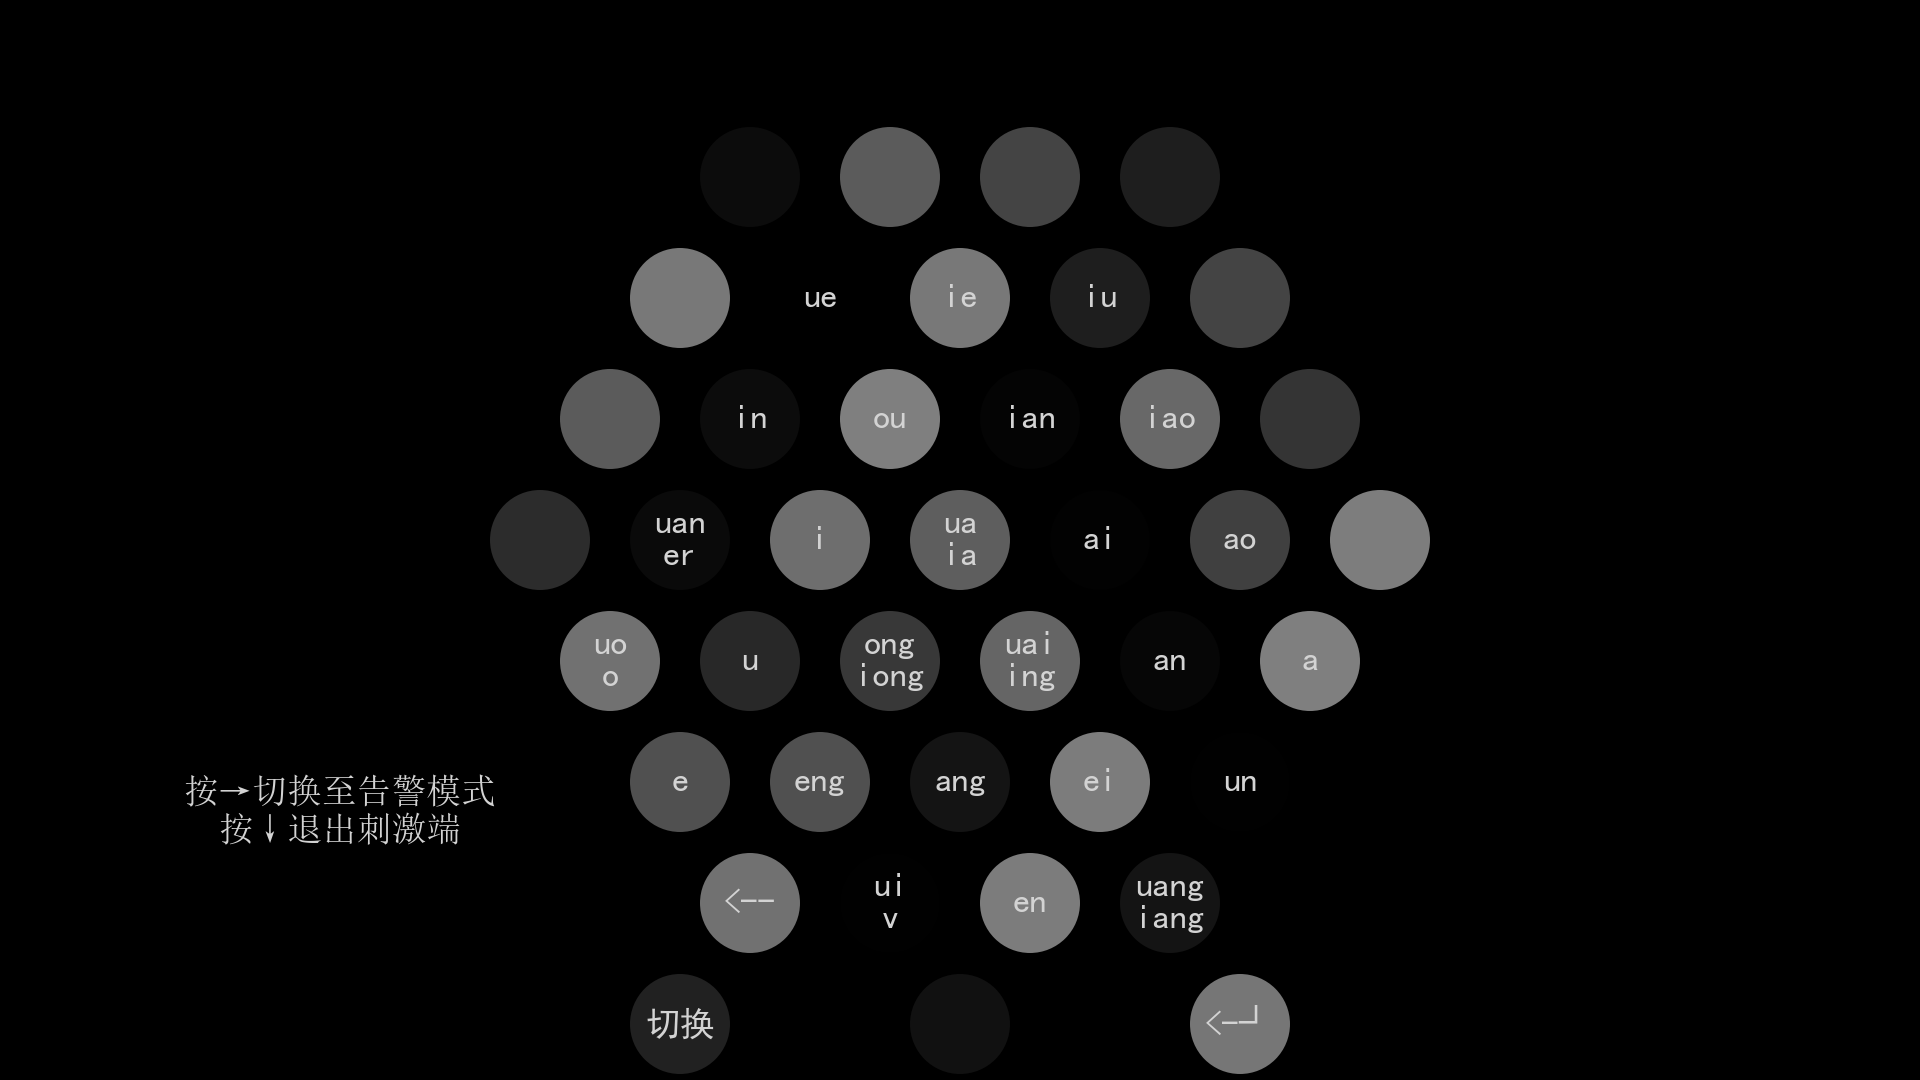 ue
ie
iu
in
ou
ian
iao
uan
er
i
ua
ia
ai
ao
uo
o
u
ong
iong
uai
ing
an
a
e
eng
ang
ei
un
按→切换至告警模式
按↓退出刺激端
<--
ui
v
en
uang
iang
切换
<-┘